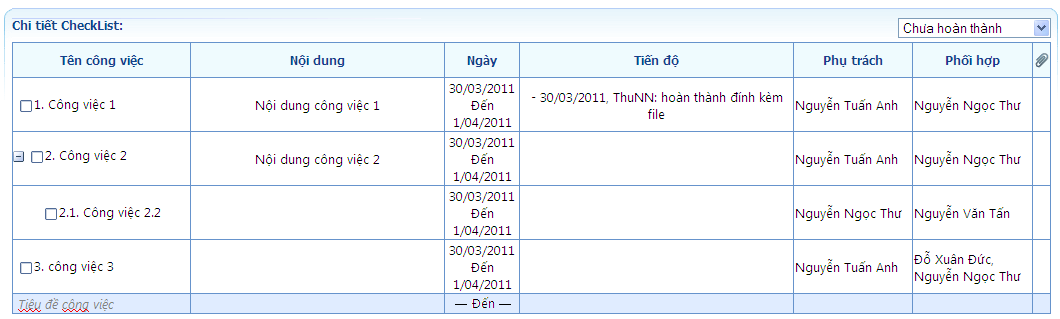 Chi tiết CheckList:
Chưa hoàn thành
Tên công việc Nội dung Ngày Tiến độ Phụ trách Phối hợp
1. Công việc 1 Nội dung công việc 1 30/03/2011 Đến 1/04/2011 - 30/03/2011, ThuNN: hoàn thành đính kèm file Nguyễn Tuấn Anh Nguyễn Ngọc Thư
2. Công việc 2 Nội dung công việc 2 30/03/2011 Đến 1/04/2011 Nguyễn Tuấn Anh Nguyễn Ngọc Thư
2.1. Công việc 2.2 30/03/2011 Đến 1/04/2011 Nguyễn Ngọc Thư Nguyễn Văn Tấn
3. công việc 3 30/03/2011 Đến 1/04/2011 Nguyễn Tuấn Anh Đỗ Xuân Đức, Nguyễn Ngọc Thư
Tiêu đề công việc — Đến —